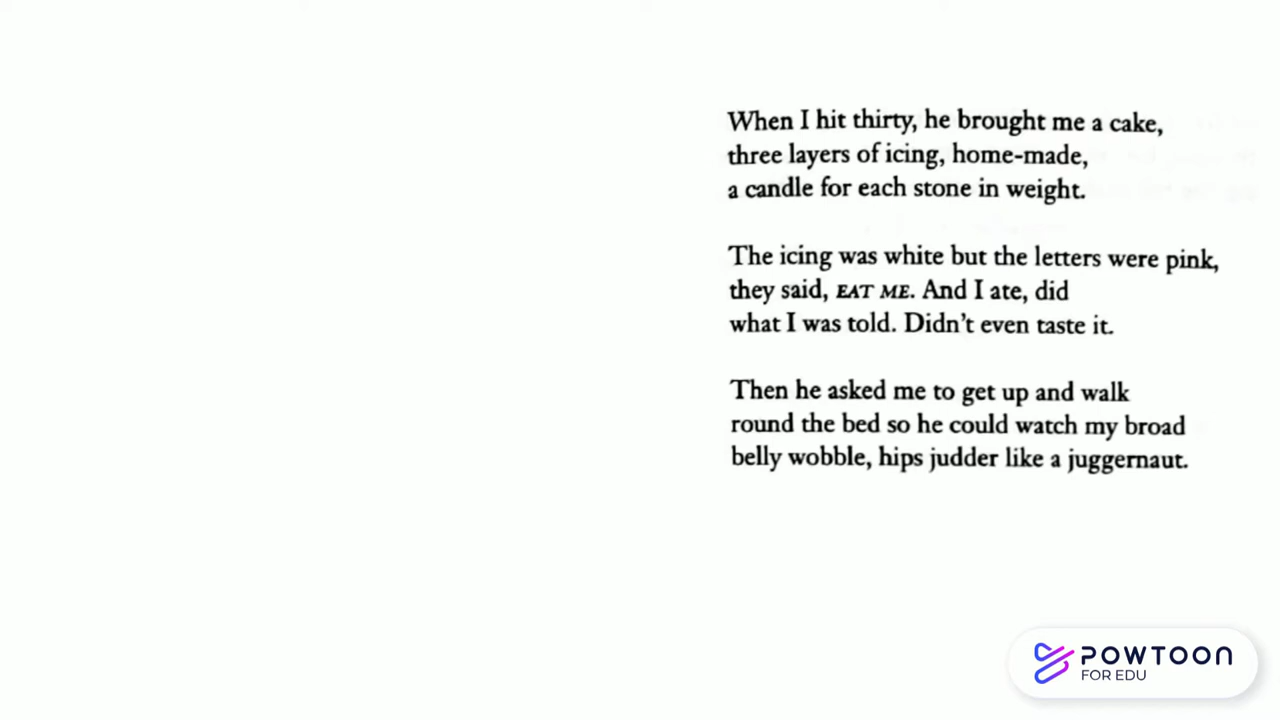 When I hit thirty, he brought me a cake,
three layers of icing, home-made,
a candle for each stone in weight.
The icing was white but the letters were pink,
they said, EAT ME. And I ate, did
what I was told. Didn't even taste it.
Then he asked me to get up and walk
round the bed so he could watch my broad
belly wobble, hips judder like a juggernaut.
POWTOON
FOR EDU